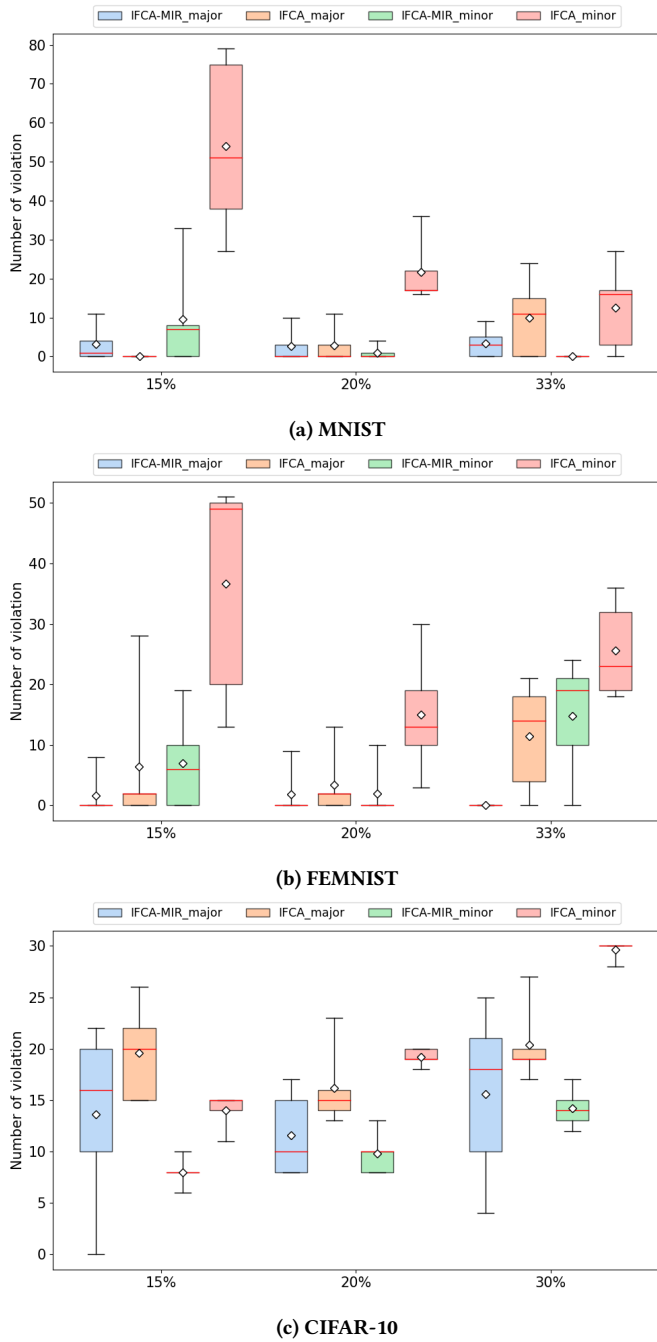 IFCA-MIR_major IFCA_major IFCA-MIR_minor IFCA_minor
Number of violation
80
70
60
50
40
30
20
10
0
15% 20% 33%
(a) MNIST
IFCA-MIR_major IFCA_major IFCA-MIR_minor IFCA_minor
Number of violation
50
40
30
20
10
0
15% 20% 33%
(b) FEMNIST
IFCA-MIR_major IFCA_major IFCA-MIR_minor IFCA_minor
Number of violation
30
25
20
15
10
5
0
15% 20% 30%
(c) CIFAR-10